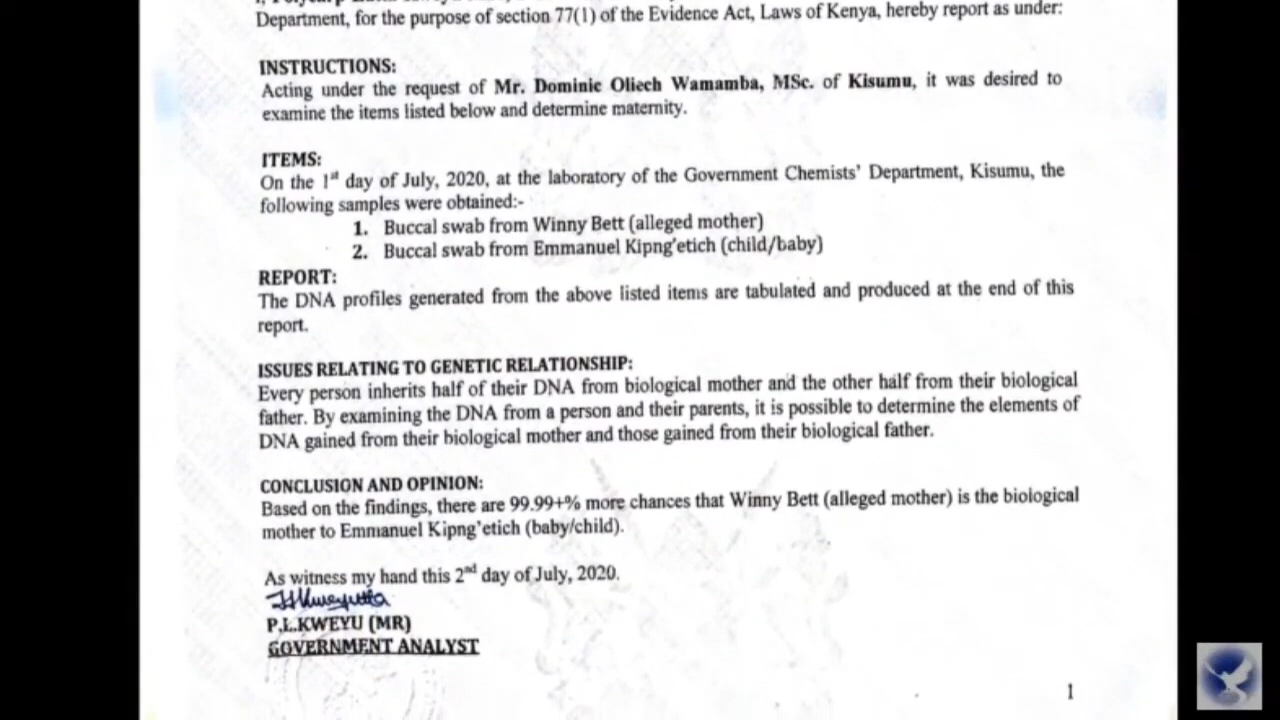 Department, for the purpose of section 77(1) of the Evidence Act, Laws of Kenya, hereby report as under:
INSTRUCTIONS:
Acting under the request of Mr. Dominic Oliech Wamamba, MSc. of Kisumu, it was desired to
examine the items listed below and determine maternity.
ITEMS:
On the 1st day of July, 2020, at the laboratory of the Government Chemists' Department, Kisumu, the
following samples were obtained:-
1. Buccal swab from Winny Bett (alleged mother)
2. Buccal swab from Emmanuel Kipng'etich (child/baby)
REPORT:
The DNA profiles generated from the above listed items are tabulated and produced at the end of this
report.
ISSUES RELATING TO GENETIC RELATIONSHIP:
Every person inherits half of their DNA from biological mother and the other half from their biological
father. By examining the DNA from a person and their parents, it is possible to determine the elements of
DNA gained from their biological mother and those gained from their biological father.
CONCLUSION AND OPINION:
Based on the findings, there are 99.99+% more chances that Winny Bett (alleged mother) is the biological
mother to Emmanuel Kipng'etich (baby/child).
As witness my hand this 2nd day of July, 2020.
P.L.KWEYU (MR)
GOVERNMENT ANALYST
1